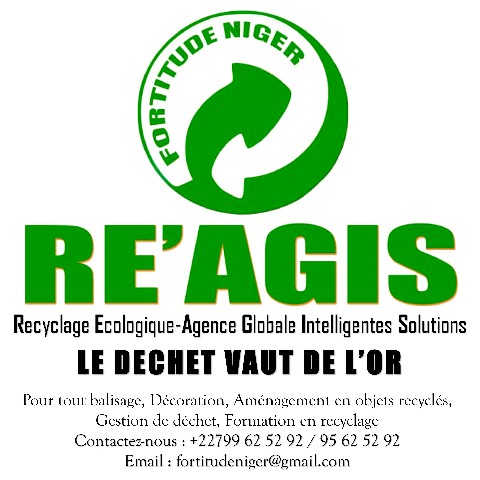 FORTITUDE NIGER
RE'AGIS
Recyclage Ecologique-Agence Globale Intelligentes Solutions
LE DECHET VAUT DE L'OR
Pour tout balisage, Décoration, Aménagement en objets recyclés,
Gestion de déchet, Formation en recyclage
Contactez-nous : +22799 62 52 92 / 95 62 52 92
Email : fortitudeniger@gmail.com